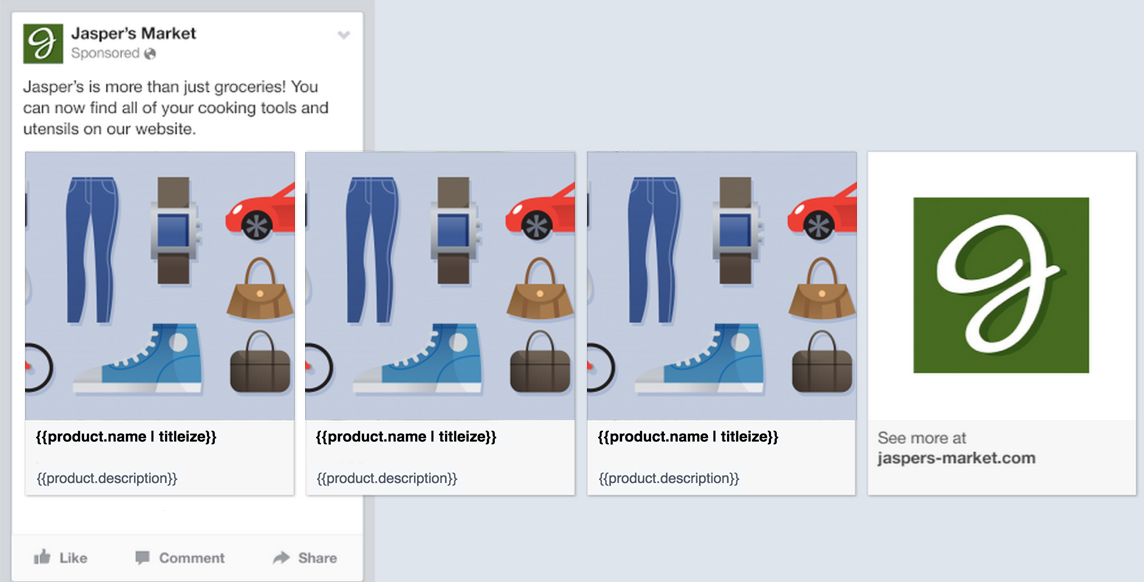 Jasper's Market
Sponsored
Jasper's is more than just groceries! You
can now find all of your cooking tools and
utensils on our website.
{{product.name | titleize}}
{{product.description}}
{{product.name | titleize}}
{{product.description}}
{{product.name | titleize}}
{{product.description}}
See more at
jaspers-market.com
Like
Comment
Share